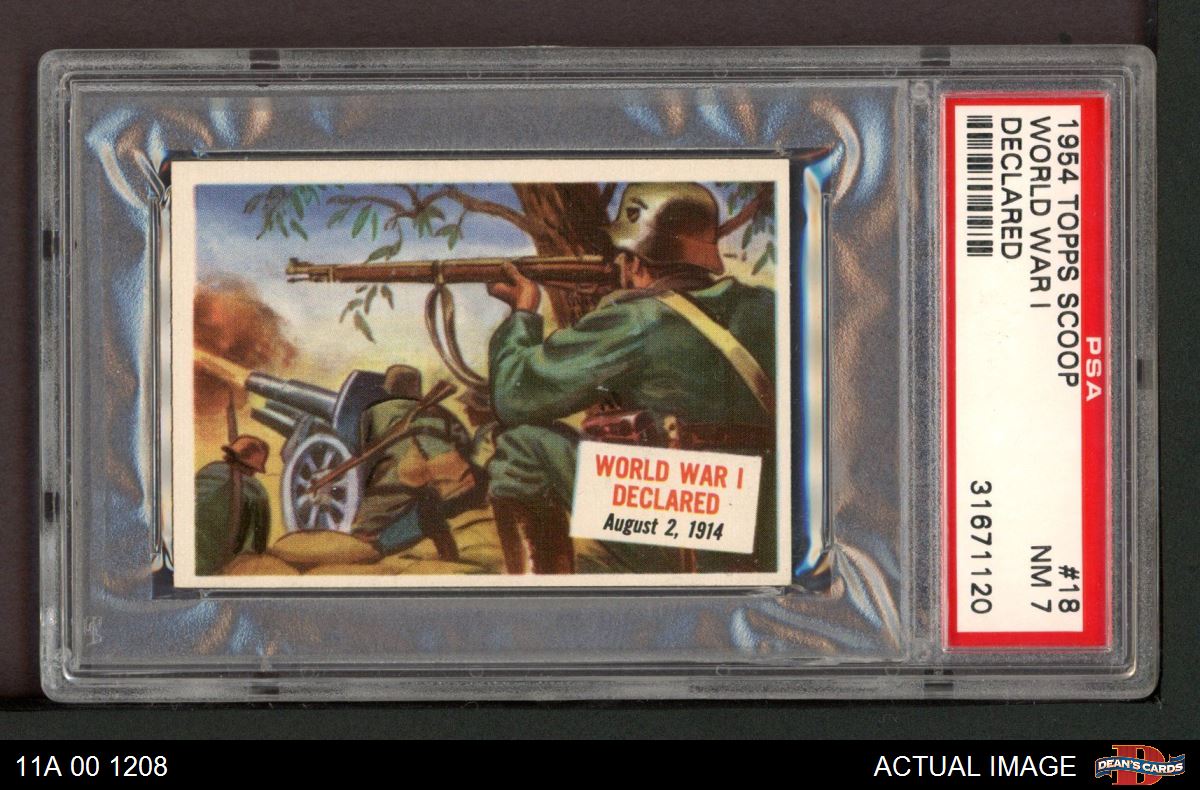 WORLD WAR I
DECLARED
August 2, 1914
PSA
1954 TOPPS SCOOP
WORLD WAR I
DECLARED
#18
NM 7
31671120
11A 00 1208
ACTUAL IMAGE
DEAN'S CARDS